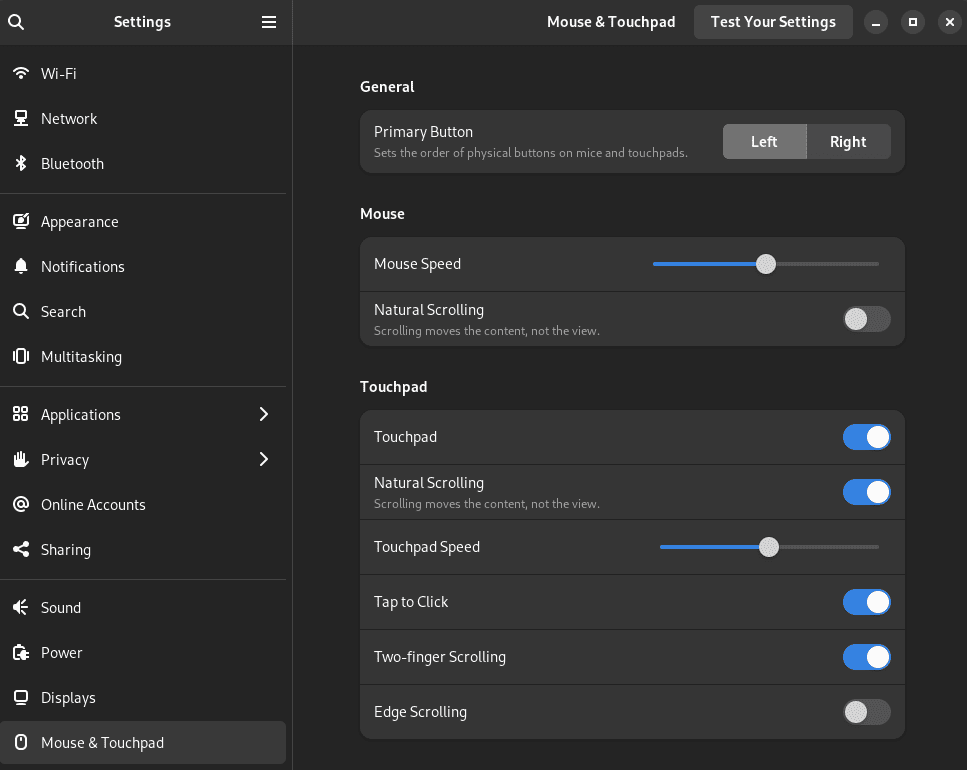 Settings
Mouse & Touchpad
Test Your Settings
Wi-Fi
Network
Bluetooth
Appearance
Notifications
Search
Multitasking
Applications
Privacy
Online Accounts
Sharing
Sound
Power
Displays
Mouse & Touchpad
General
Primary Button
Sets the order of physical buttons on mice and touchpads.
Left
Right
Mouse
Mouse Speed
Natural Scrolling
Scrolling moves the content, not the view.
Touchpad
Touchpad
Natural Scrolling
Scrolling moves the content, not the view.
Touchpad Speed
Tap to Click
Two-finger Scrolling
Edge Scrolling